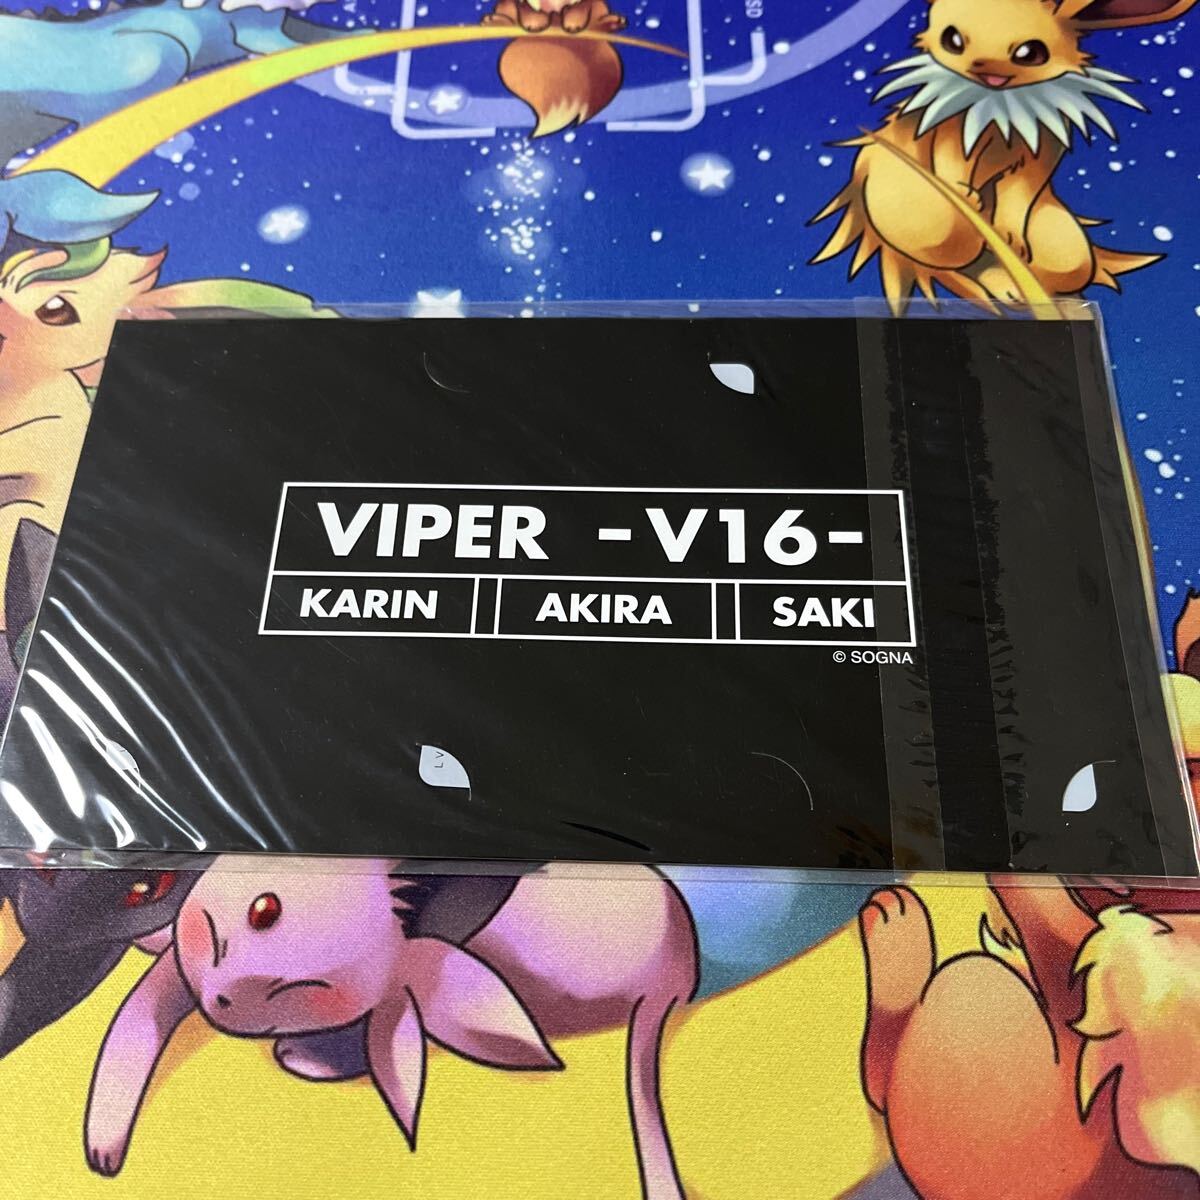 VIPER -V16-
KARIN AKIRA SAKI
© SOGNA